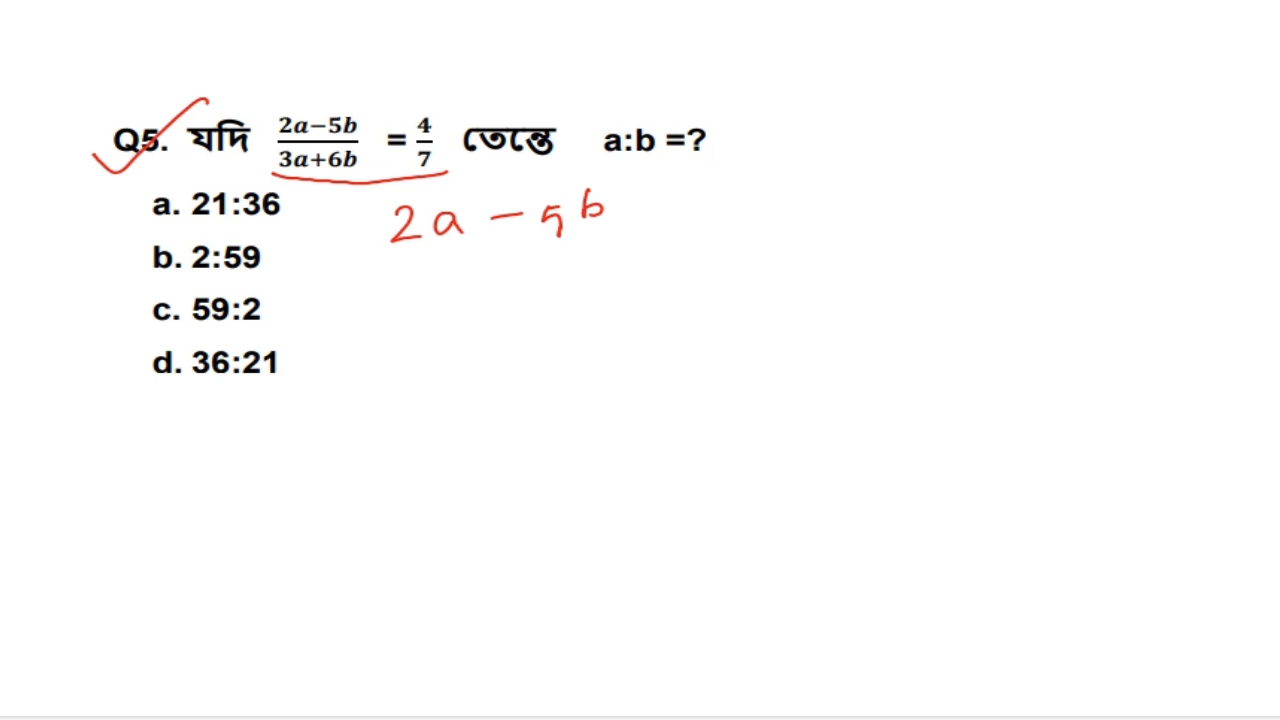 Q5. যদি (2a−5b)/(3a+6b) = 4/7 তেন্তে a:b =?
a. 21:36
2a − 5b
b. 2:59
c. 59:2
d. 36:21